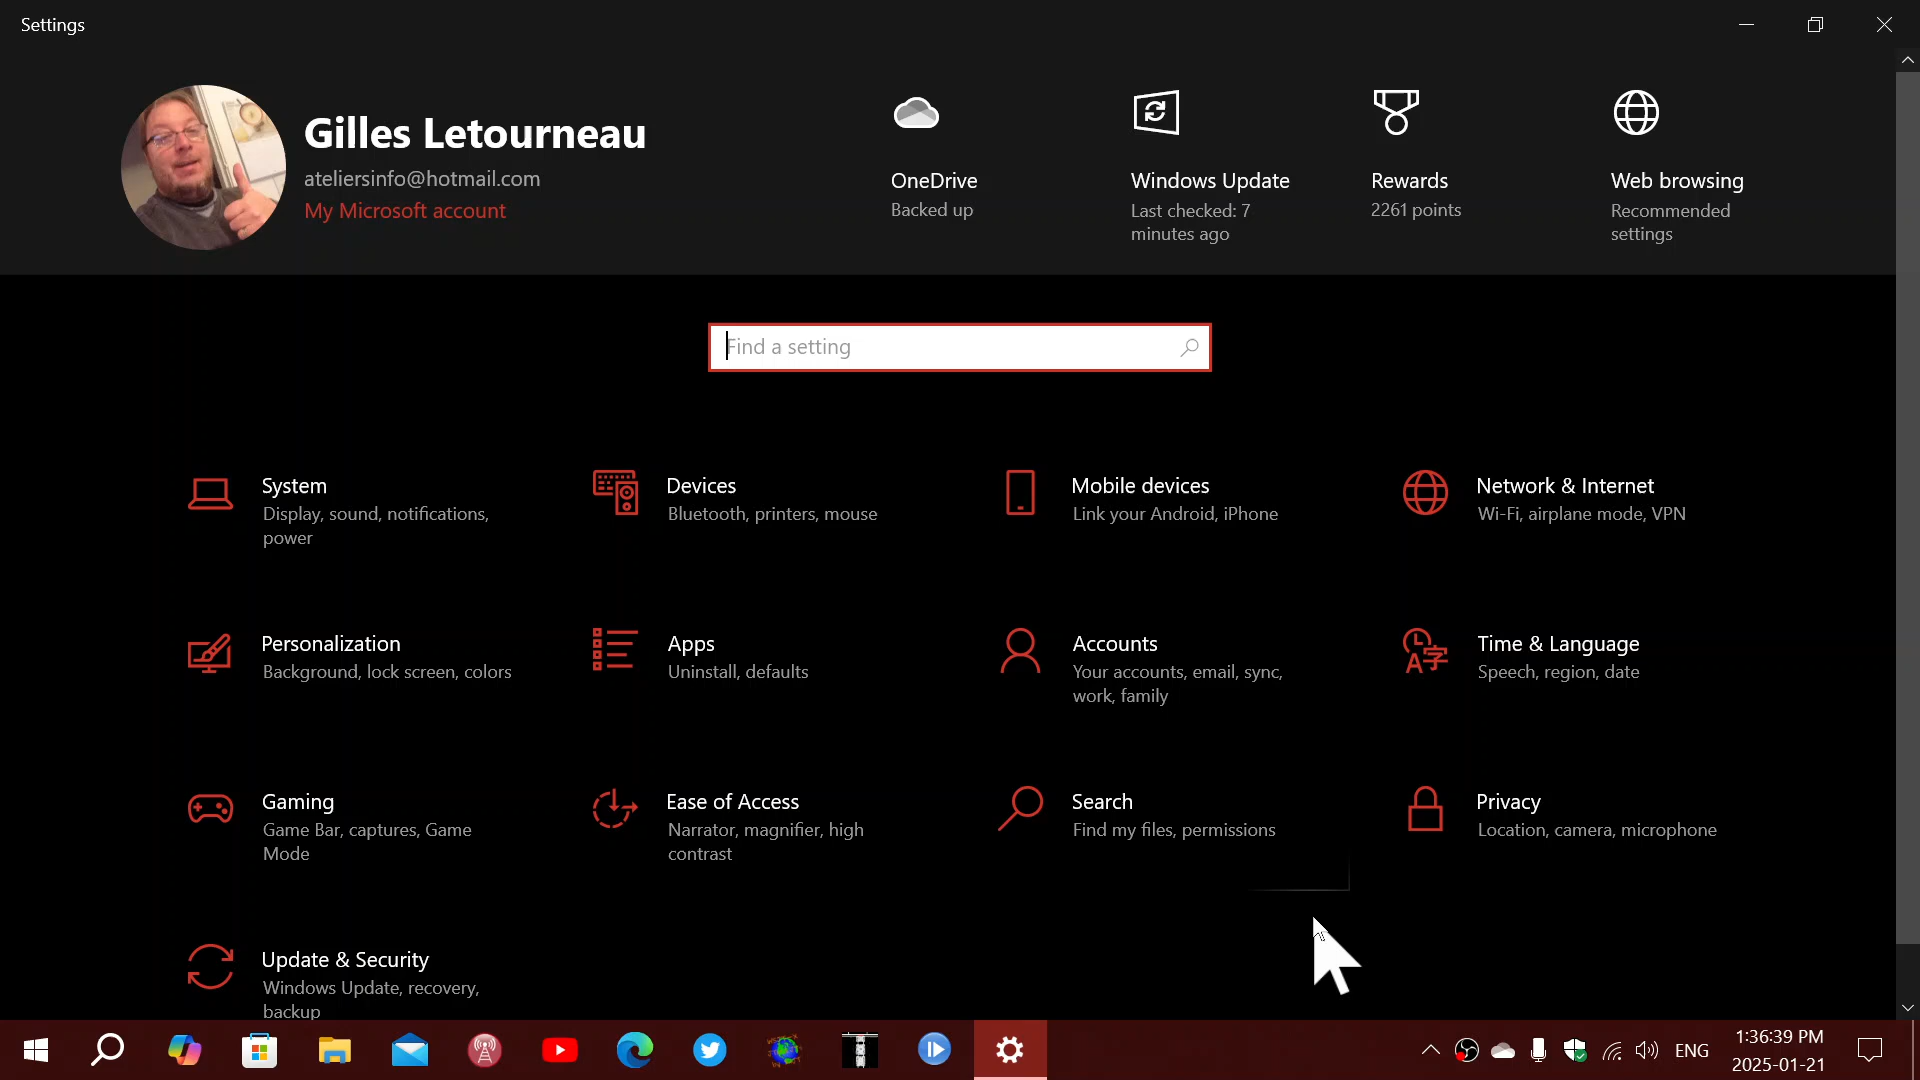 Settings
Gilles Letourneau
ateliersinfo@hotmail.com
My Microsoft account
OneDrive
Backed up
Windows Update
Last checked: 7
minutes ago
Rewards
2261 points
Web browsing
Recommended
settings
Find a setting
System
Display, sound, notifications,
power
Devices
Bluetooth, printers, mouse
Mobile devices
Link your Android, iPhone
Network & Internet
Wi-Fi, airplane mode, VPN
Personalization
Background, lock screen, colors
Apps
Uninstall, defaults
Accounts
Your accounts, email, sync,
work, family
Time & Language
Speech, region, date
Gaming
Game Bar, captures, Game
Mode
Ease of Access
Narrator, magnifier, high
contrast
Search
Find my files, permissions
Privacy
Location, camera, microphone
Update & Security
Windows Update, recovery,
backup
ENG
1:36:39 PM
2025-01-21